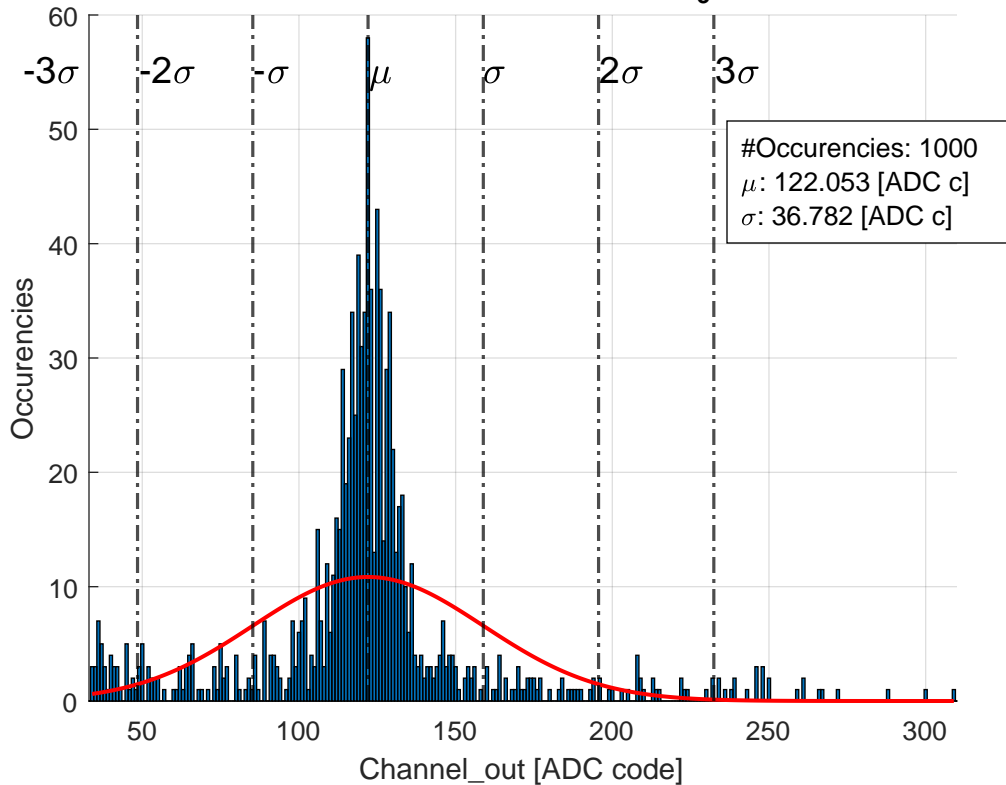 60
50
40
30
20
10
0
Occurencies
-3σ
-2σ
-σ
μ
σ
2σ
3σ
#Occurencies: 1000
μ: 122.053 [ADC c]
σ: 36.782 [ADC c]
50
100
150
200
250
300
Channel_out [ADC code]